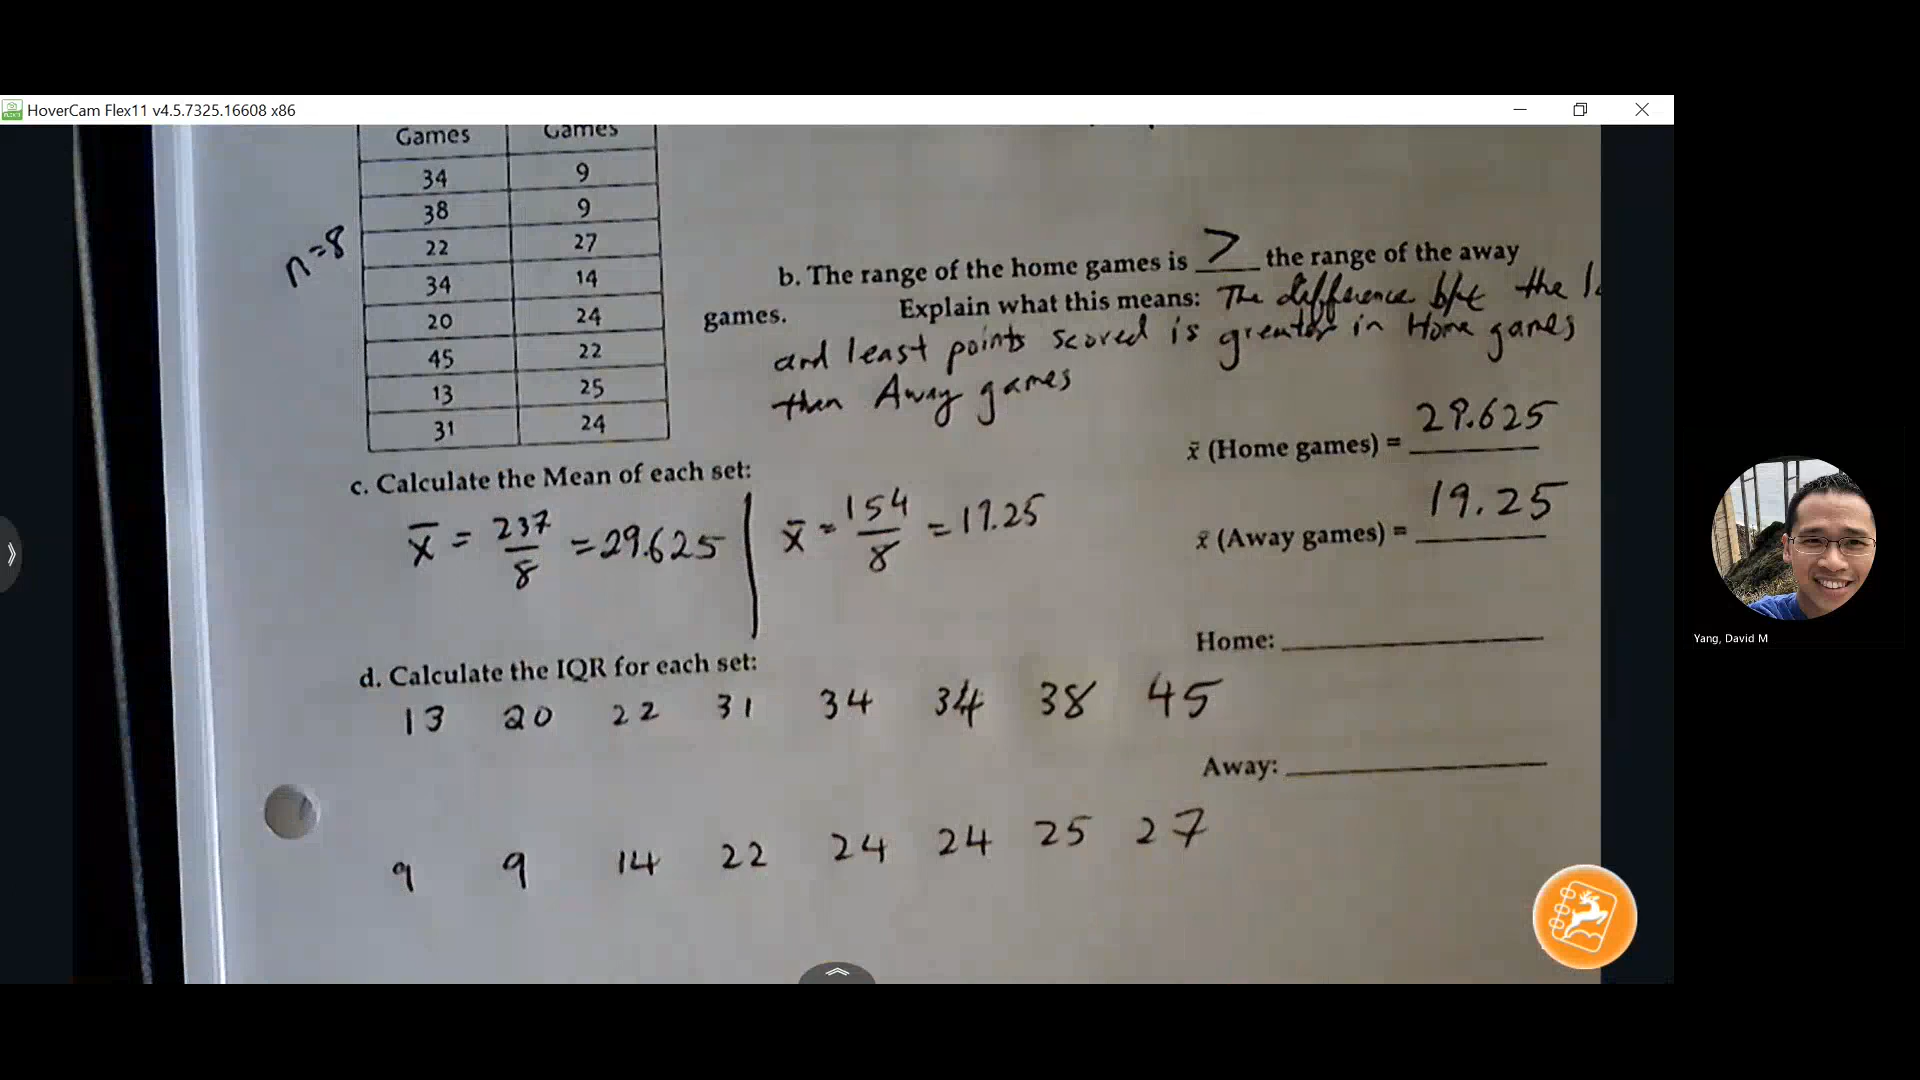 HoverCam Flex11 v4.5.7325.16608 x86
Games Games
34 9
38 9
22 27
34 14
20 24
45 22
13 25
31 24
n=8
b. The range of the home games is > the range of the away
games. Explain what this means: The difference b/t the
and least points scored is greater in Home games
than Away games
x̄ (Home games) = 29.625
c. Calculate the Mean of each set:
x̄ = 237/8 = 29.625 | x̄ = 154/8 = 19.25
x̄ (Away games) = 19.25
Home:
d. Calculate the IQR for each set:
13 20 22 31 34 34 38 45
Away:
9 9 14 22 24 24 25 27
Yang, David M